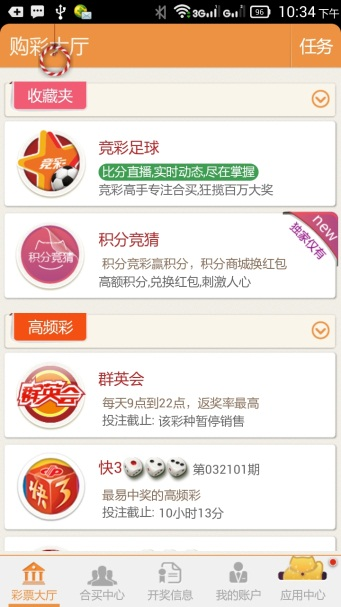 3G G 96 10:34 下午
购彩大厅 任务
收藏夹
竞彩
竞彩足球
比分直播,实时动态,尽在掌握
竞彩高手专注合买,狂揽百万大奖
积分竞猜
积分竞猜
积分竞彩赢积分，积分商城换红包
高额积分,兑换红包,刺激人心
new
独家仅有
高频彩
群英会
群英会
每天9点到22点，返奖率最高
投注截止: 该彩种暂停销售
快3
快3 第032101期
最易中奖的高频彩
投注截止: 10小时13分
彩票大厅 合买中心 开奖信息 我的账户 应用中心